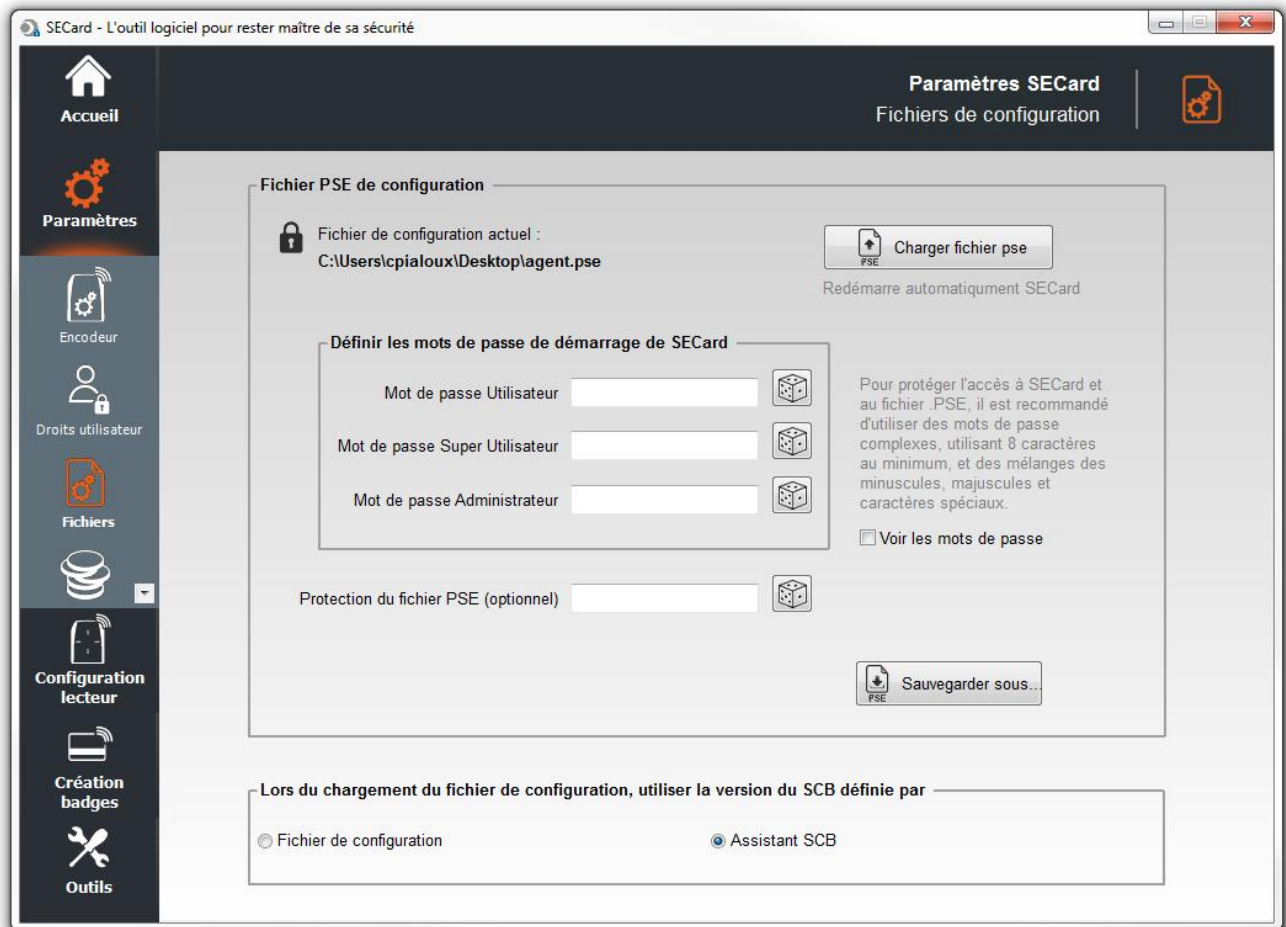 SECard - L'outil logiciel pour rester maître de sa sécurité
Accueil
Paramètres SECard
Fichiers de configuration
Paramètres
Encodeur
Droits utilisateur
Fichiers
Configuration
lecteur
Création
badges
Outils
Fichier PSE de configuration
Fichier de configuration actuel :
C:\Users\cpialoux\Desktop\agent.pse
PSE
Charger fichier pse
Redémarre automatiqument SECard
Définir les mots de passe de démarrage de SECard
Mot de passe Utilisateur
Mot de passe Super Utilisateur
Mot de passe Administrateur
Pour protéger l'accès à SECard et
au fichier .PSE, il est recommandé
d'utiliser des mots de passe
complexes, utilisant 8 caractères
au minimum, et des mélanges des
minuscules, majuscules et
caractères spéciaux.
Voir les mots de passe
Protection du fichier PSE (optionnel)
PSE
Sauvegarder sous...
Lors du chargement du fichier de configuration, utiliser la version du SCB définie par
Fichier de configuration
Assistant SCB